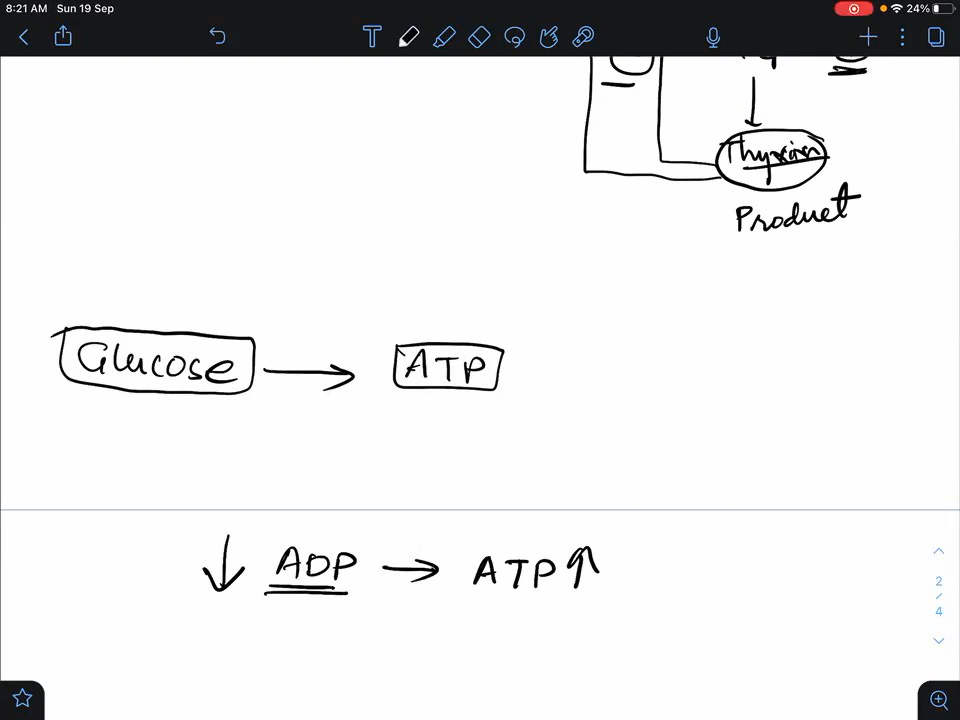 8:21 AM Sun 19 Sep
24%
Thyroxin
Product
Glucose → ATP
↓ ADP → ATP ↑
2
/
4